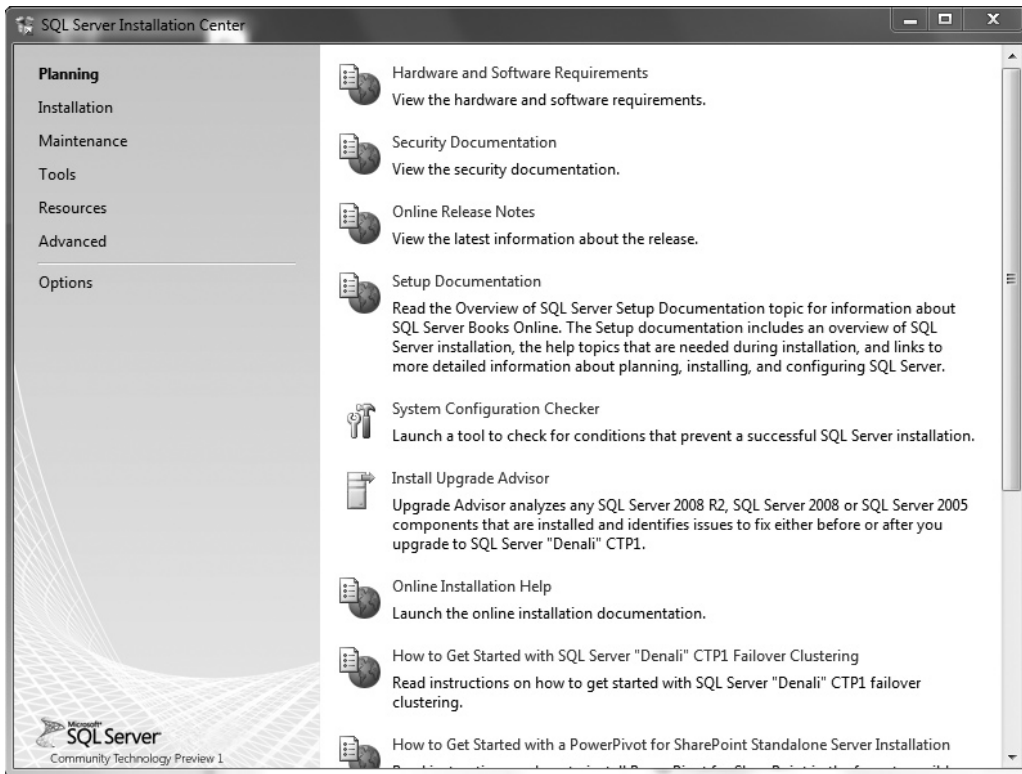 SQL Server Installation Center
Planning
Installation
Maintenance
Tools
Resources
Advanced
Options
Microsoft
SQL Server
Community Technology Preview 1
Hardware and Software Requirements
View the hardware and software requirements.
Security Documentation
View the security documentation.
Online Release Notes
View the latest information about the release.
Setup Documentation
Read the Overview of SQL Server Setup Documentation topic for information about
SQL Server Books Online. The Setup documentation includes an overview of SQL
Server installation, the help topics that are needed during installation, and links to
more detailed information about planning, installing, and configuring SQL Server.
System Configuration Checker
Launch a tool to check for conditions that prevent a successful SQL Server installation.
Install Upgrade Advisor
Upgrade Advisor analyzes any SQL Server 2008 R2, SQL Server 2008 or SQL Server 2005
components that are installed and identifies issues to fix either before or after you
upgrade to SQL Server "Denali" CTP1.
Online Installation Help
Launch the online installation documentation.
How to Get Started with SQL Server "Denali" CTP1 Failover Clustering
Read instructions on how to get started with SQL Server "Denali" CTP1 failover
clustering.
How to Get Started with a PowerPivot for SharePoint Standalone Server Installation